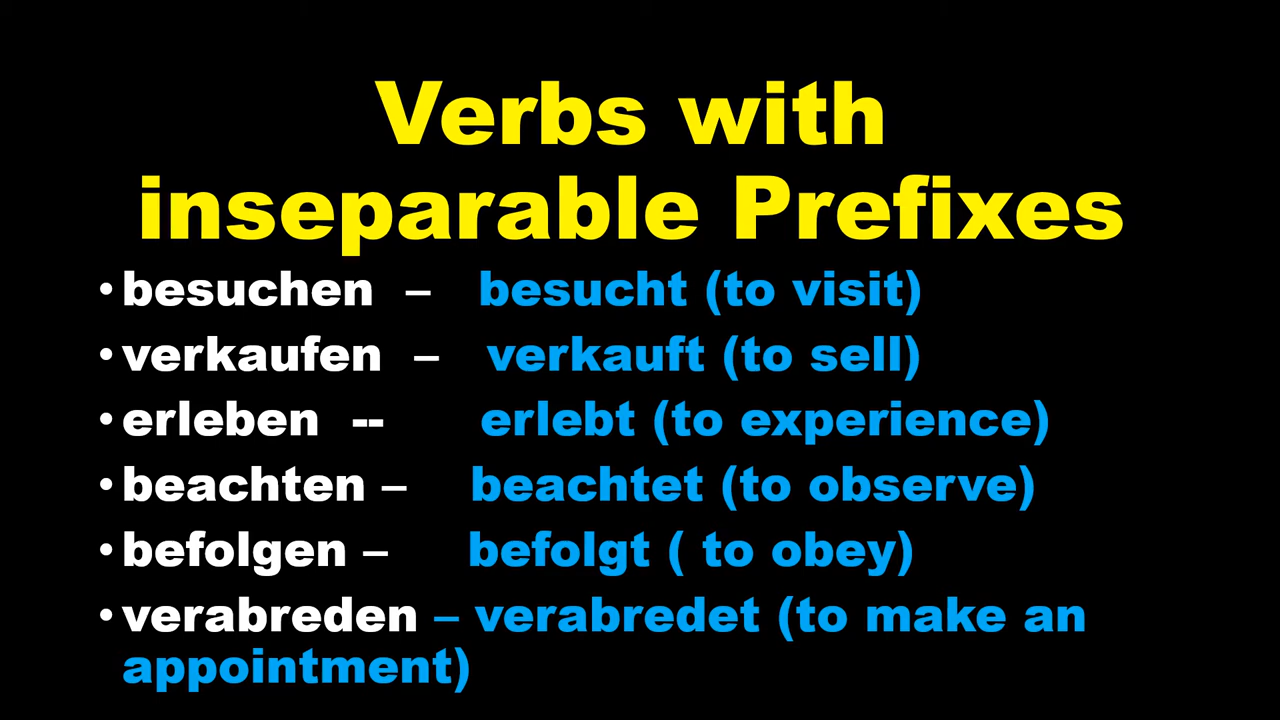 Verbs with
inseparable Prefixes
• besuchen – besucht (to visit)
• verkaufen – verkauft (to sell)
• erleben -- erlebt (to experience)
• beachten – beachtet (to observe)
• befolgen – befolgt ( to obey)
• verabreden – verabredet (to make an
appointment)